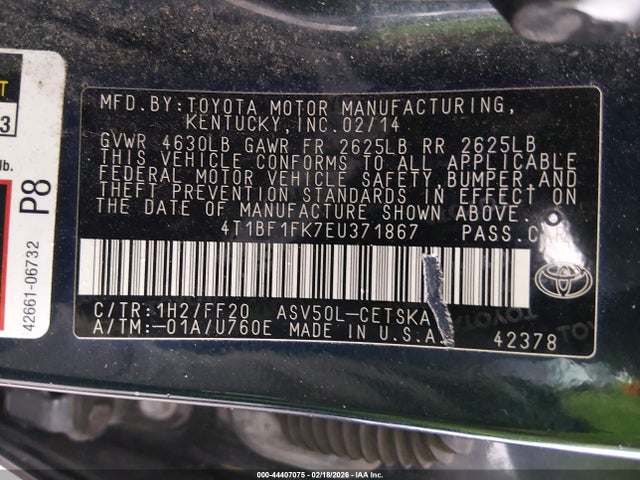 MFD.BY:TOYOTA MOTOR MANUFACTURING,
KENTUCKY,INC.02/14
GVWR 4630LB GAWR FR 2625LB RR 2625LB
THIS VEHICLE CONFORMS TO ALL APPLICABLE
FEDERAL MOTOR VEHICLE SAFETY,BUMPER,AND
THEFT PREVENTION STANDARDS IN EFFECT ON
THE DATE OF MANUFACTURE SHOWN ABOVE.
4T1BF1FK7EU371867 PASS.
C/TR:1H2/FF20 ASV50L-CETSKA
A/TM:-01A/U760E MADE IN U.S.A.
42378
TOYOTA
P8
42661-06732
3
lb.
000-44407075 - 02/18/2026 - IAA, Inc.